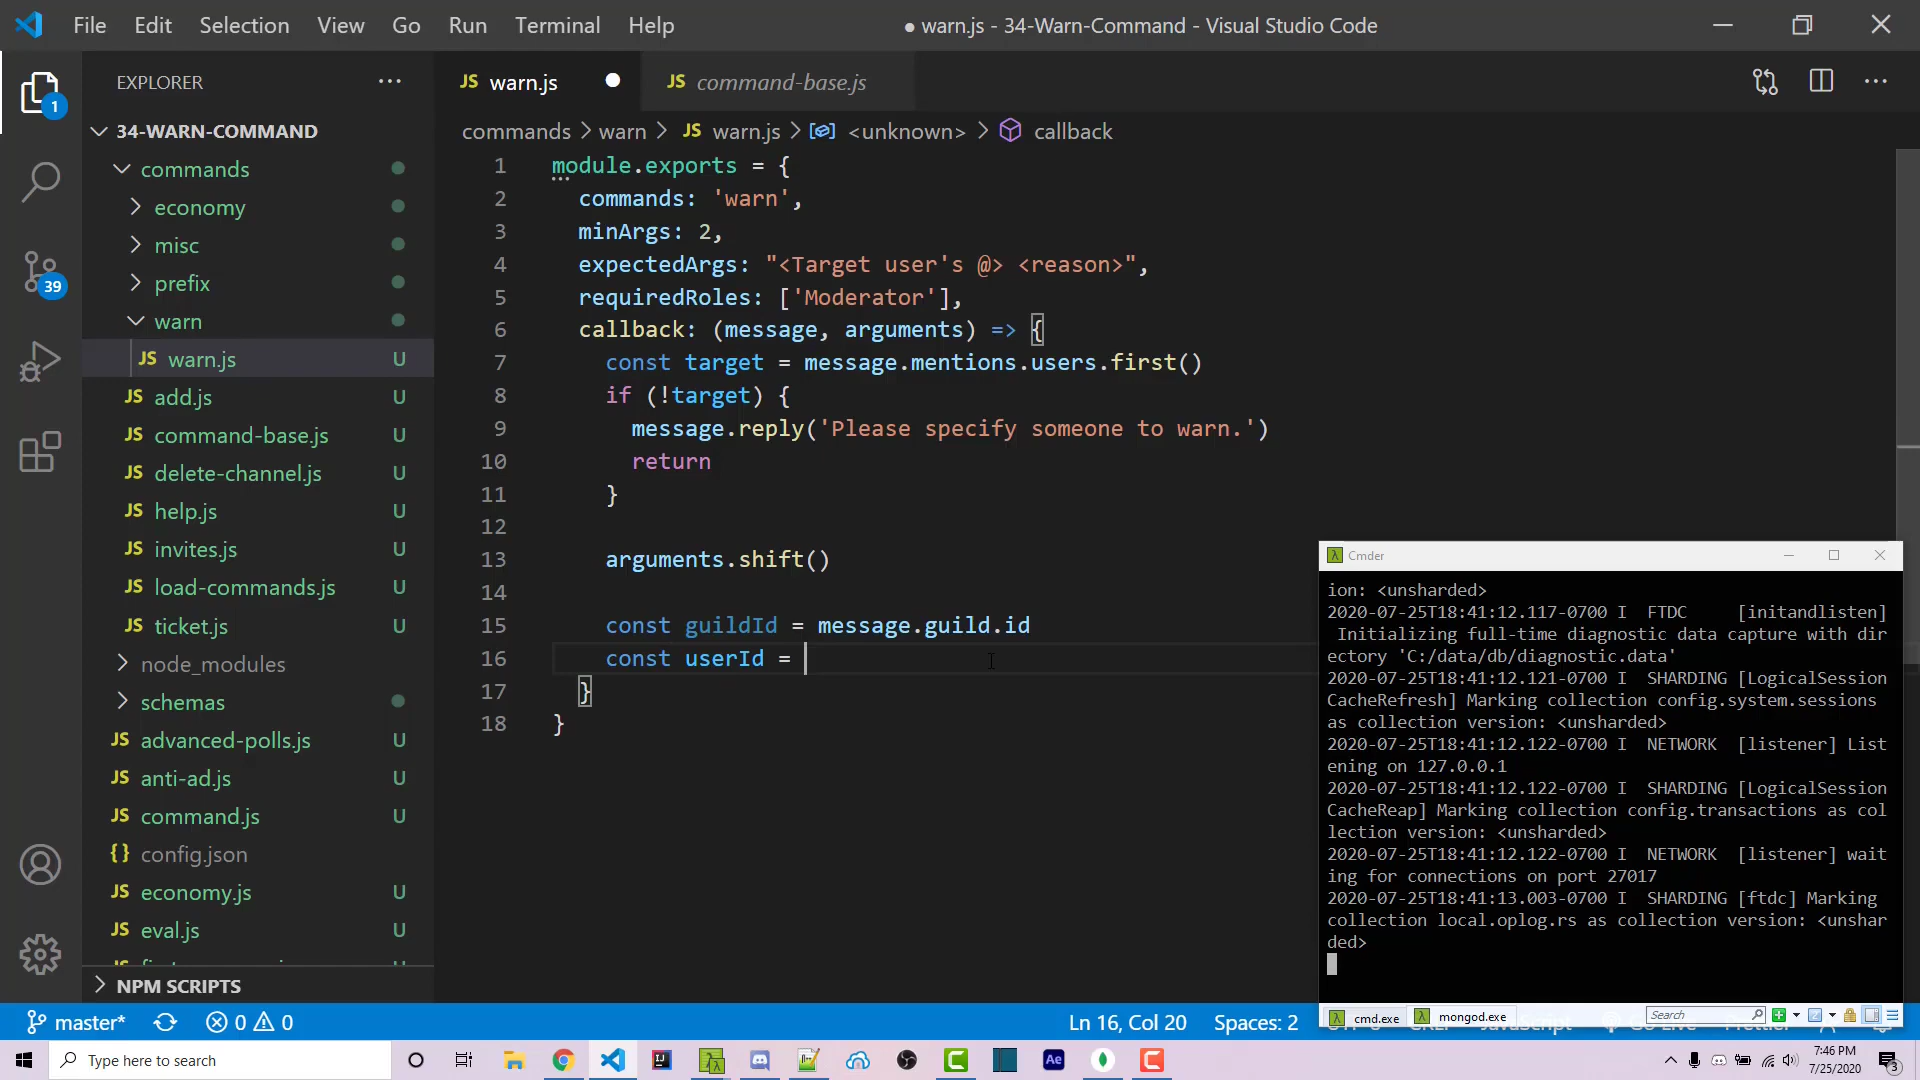 File Edit Selection View Go Run Terminal Help
● warn.js - 34-Warn-Command - Visual Studio Code
EXPLORER
JS warn.js
JS command-base.js
commands > warn > JS warn.js > <unknown> > callback
1
34-WARN-COMMAND
commands
economy
misc
prefix
warn
JS warn.js U
JS add.js U
JS command-base.js U
JS delete-channel.js U
JS help.js U
JS invites.js U
JS load-commands.js U
JS ticket.js U
node_modules
schemas
JS advanced-polls.js U
JS anti-ad.js U
JS command.js U
{} config.json
JS economy.js U
JS eval.js U
NPM SCRIPTS
39
1 module.exports = {
2 commands: 'warn',
3 minArgs: 2,
4 expectedArgs: "<Target user's @> <reason>",
5 requiredRoles: ['Moderator'],
6 callback: (message, arguments) => {
7 const target = message.mentions.users.first()
8 if (!target) {
9 message.reply('Please specify someone to warn.')
10 return
11 }
12
13 arguments.shift()
14
15 const guildId = message.guild.id
16 const userId =
17 }
18 }
Cmder
ion: <unsharded>
2020-07-25T18:41:12.117-0700 I FTDC [initandlisten]
Initializing full-time diagnostic data capture with dir
ectory 'C:/data/db/diagnostic.data'
2020-07-25T18:41:12.121-0700 I SHARDING [LogicalSession
CacheRefresh] Marking collection config.system.sessions
as collection version: <unsharded>
2020-07-25T18:41:12.122-0700 I NETWORK [listener] List
ening on 127.0.0.1
2020-07-25T18:41:12.122-0700 I SHARDING [LogicalSession
CacheReap] Marking collection config.transactions as col
lection version: <unsharded>
2020-07-25T18:41:12.122-0700 I NETWORK [listener] wait
ing for connections on port 27017
2020-07-25T18:41:13.003-0700 I SHARDING [ftdc] Marking
collection local.oplog.rs as collection version: <unshar
ded>
cmd.exe mongod.exe Search
master* 0 0 Ln 16, Col 20 Spaces: 2
Type here to search
Ae
7:46 PM
7/25/2020
3